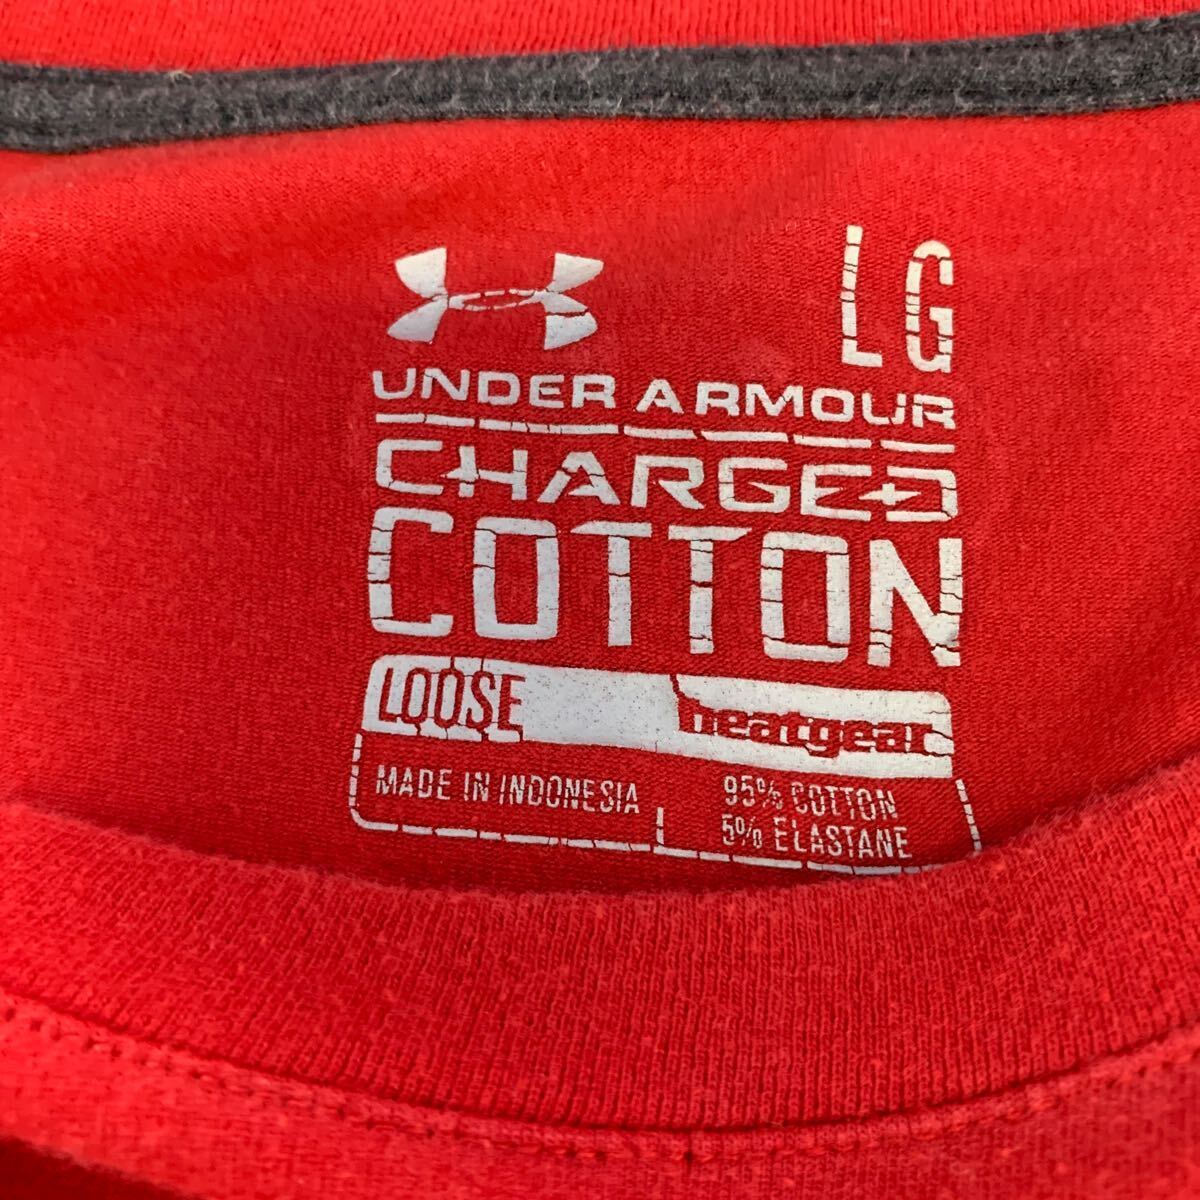 LG
UNDER ARMOUR
CHARGED
COTTON
LOOSE heatgear
MADE IN INDONESIA
95% COTTON
5% ELASTANE